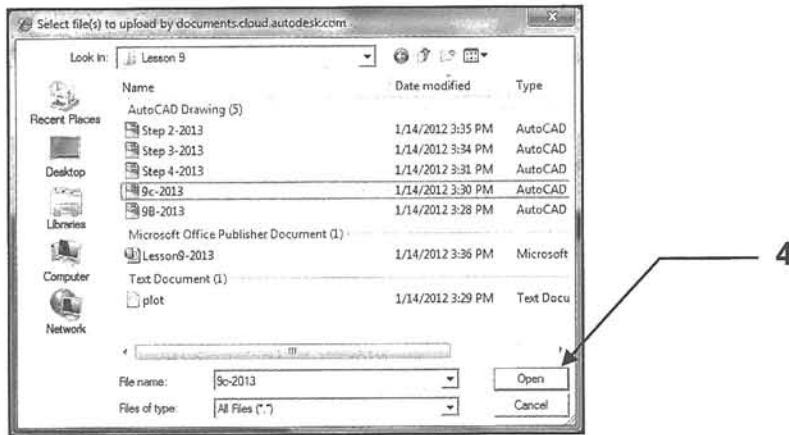 Select file(s) to upload by documents.cloud.autodesk.com
Look in: Lesson 9
Name Date modified Type
AutoCAD Drawing (5)
Recent Places
Step 2-2013 1/14/2012 3:35 PM AutoCAD
Step 3-2013 1/14/2012 3:34 PM AutoCAD
Desktop
Step 4-2013 1/14/2012 3:31 PM AutoCAD
9c-2013 1/14/2012 3:30 PM AutoCAD
9B-2013 1/14/2012 3:28 PM AutoCAD
Libraries
Microsoft Office Publisher Document (1)
Lesson9-2013 1/14/2012 3:36 PM Microsoft
4
Computer
Text Document (1)
plot 1/14/2012 3:29 PM Text Docu
Network
File name: 9c-2013 Open
Files of type: All Files (*.*) Cancel